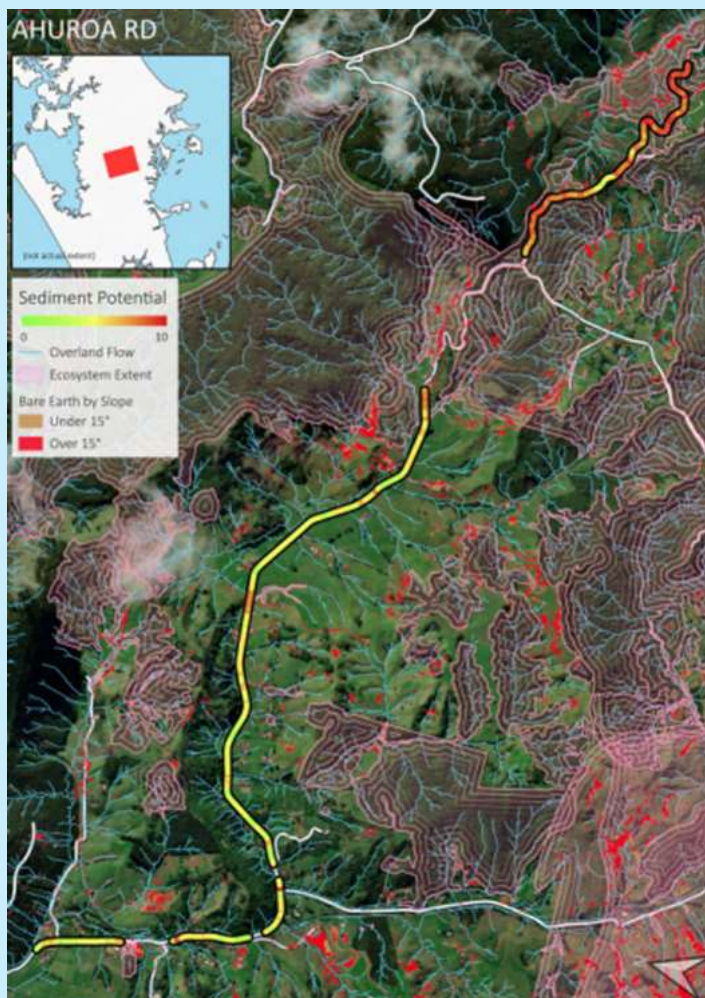 AHUROA RD
(not actual extent)
Sediment Potential
0 10
Overland Flow
Ecosystem Extent
Bare Earth by Slope
Under 15°
Over 15°